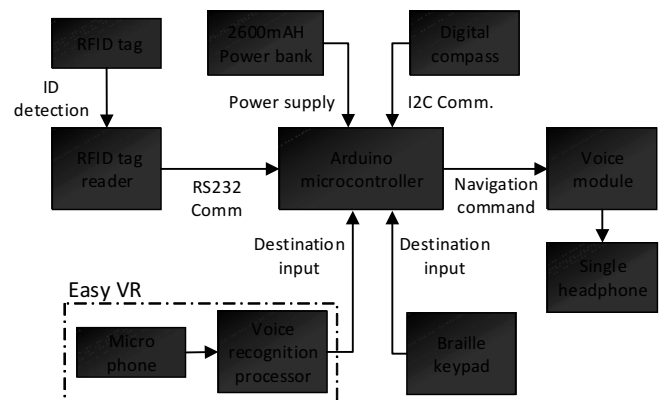 RFID tag
2600mAH
Power bank
Digital
compass
ID
detection
Power supply
I2C Comm.
RFID tag
reader
RS232
Comm
Arduino
microcontroller
Navigation
command
Voice
module
Destination
input
Destination
input
Single
headphone
Easy VR
Micro
phone
Voice
recognition
processor
Braille
keypad